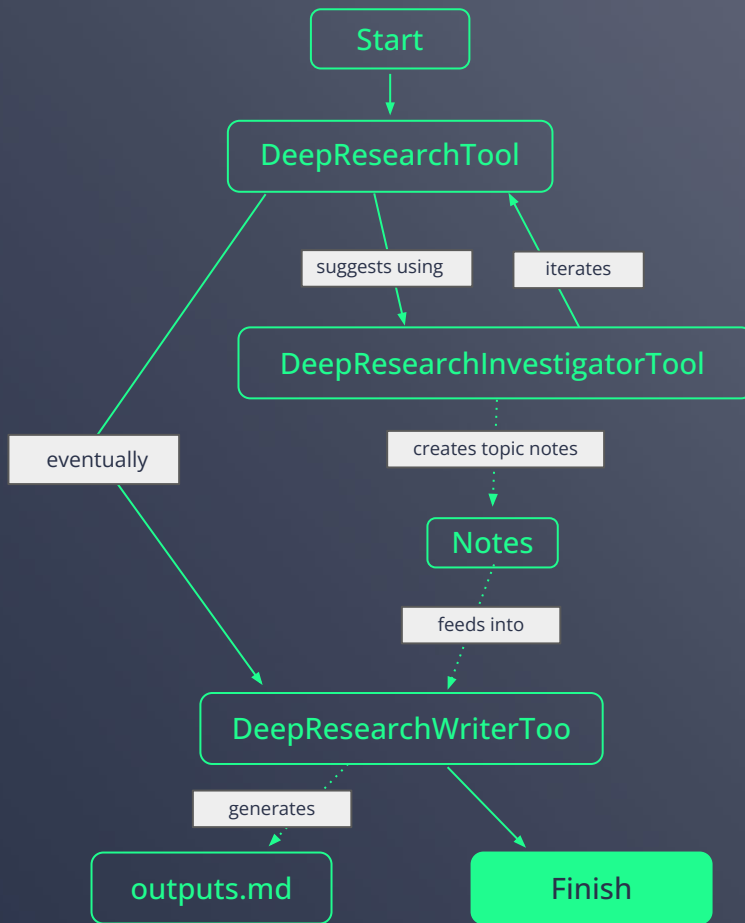 Start
DeepResearchTool
suggests using
iterates
DeepResearchInvestigatorTool
eventually
creates topic notes
Notes
feeds into
DeepResearchWriterToo
generates
outputs.md
Finish